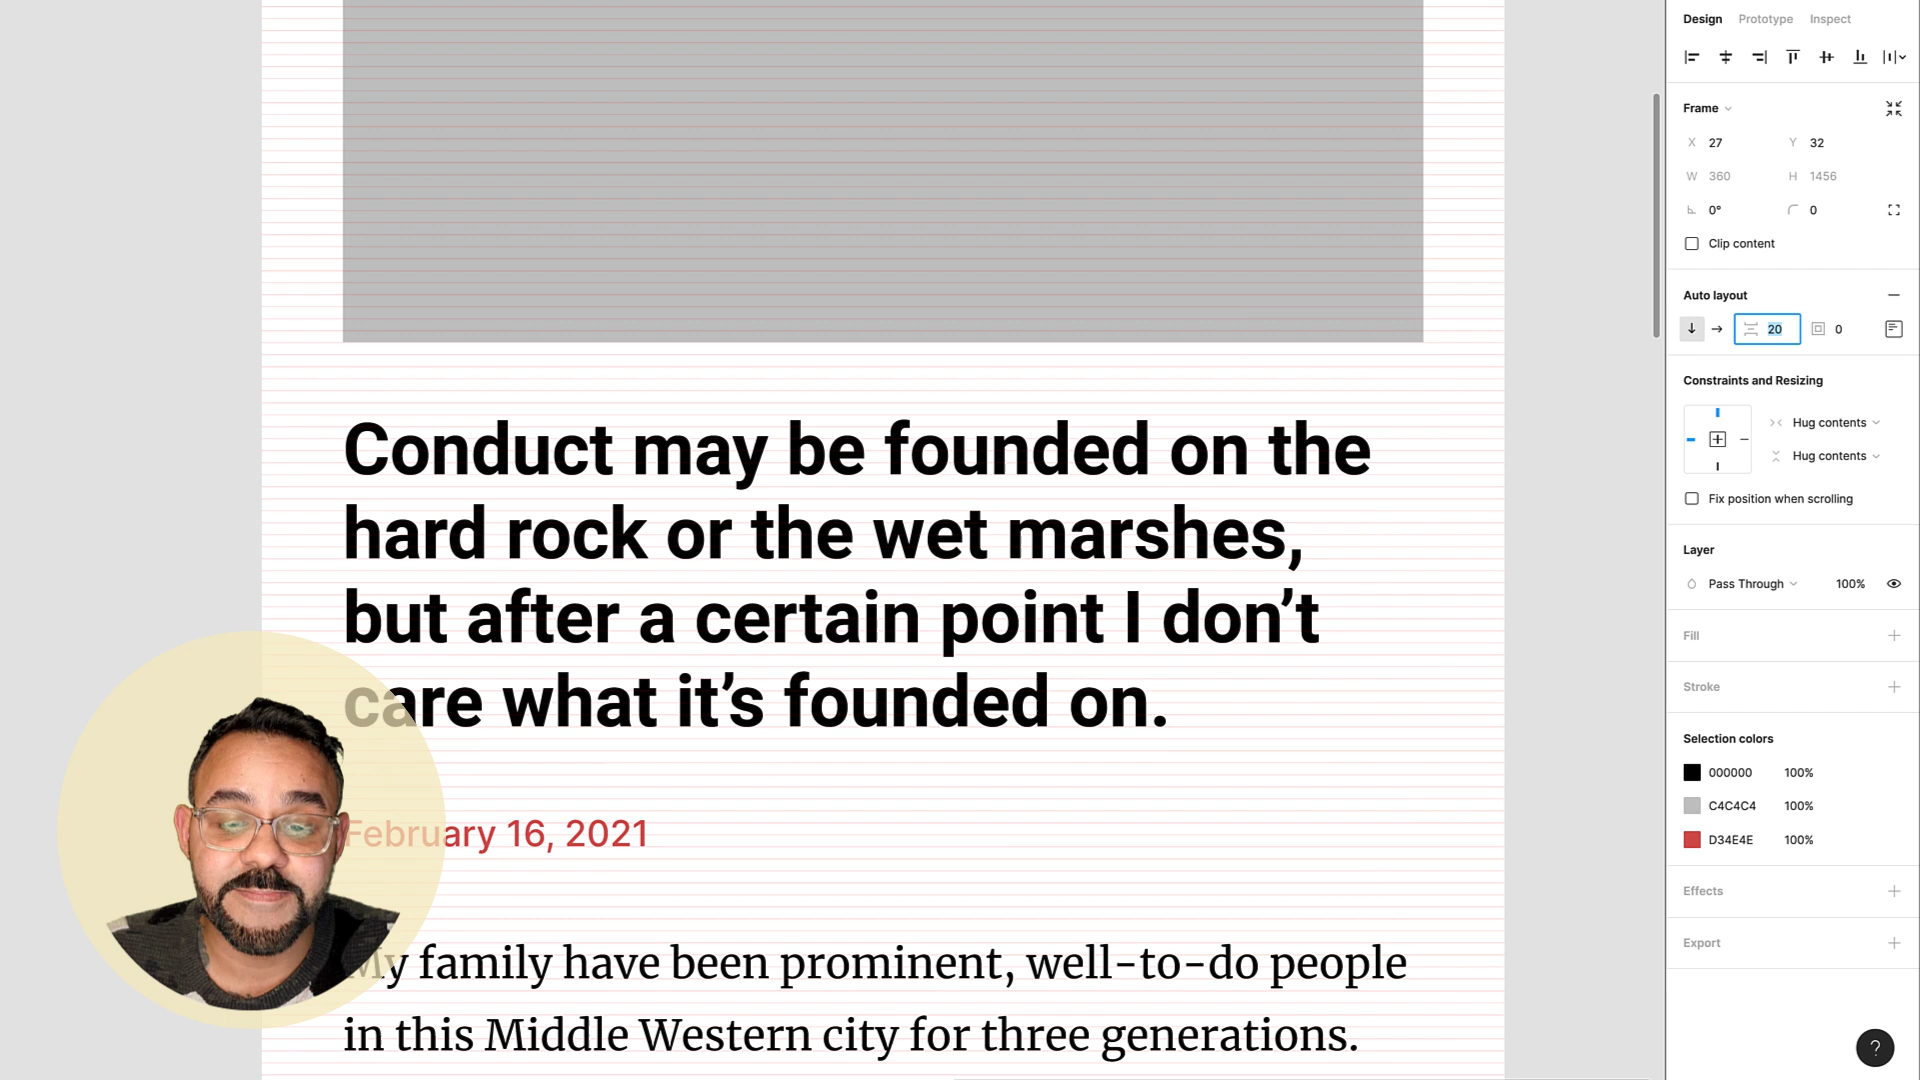 Design Prototype Inspect
Frame
X 27 Y 32
W 360 H 1456
0° 0
Clip content
Auto layout
20 0
Constraints and Resizing
Hug contents
Hug contents
Fix position when scrolling
Layer
Pass Through 100%
Fill
Stroke
Selection colors
000000 100%
C4C4C4 100%
D34E4E 100%
Effects
Export
?
Conduct may be founded on the
hard rock or the wet marshes,
but after a certain point I don’t
care what it’s founded on.
February 16, 2021
My family have been prominent, well-to-do people
in this Middle Western city for three generations.